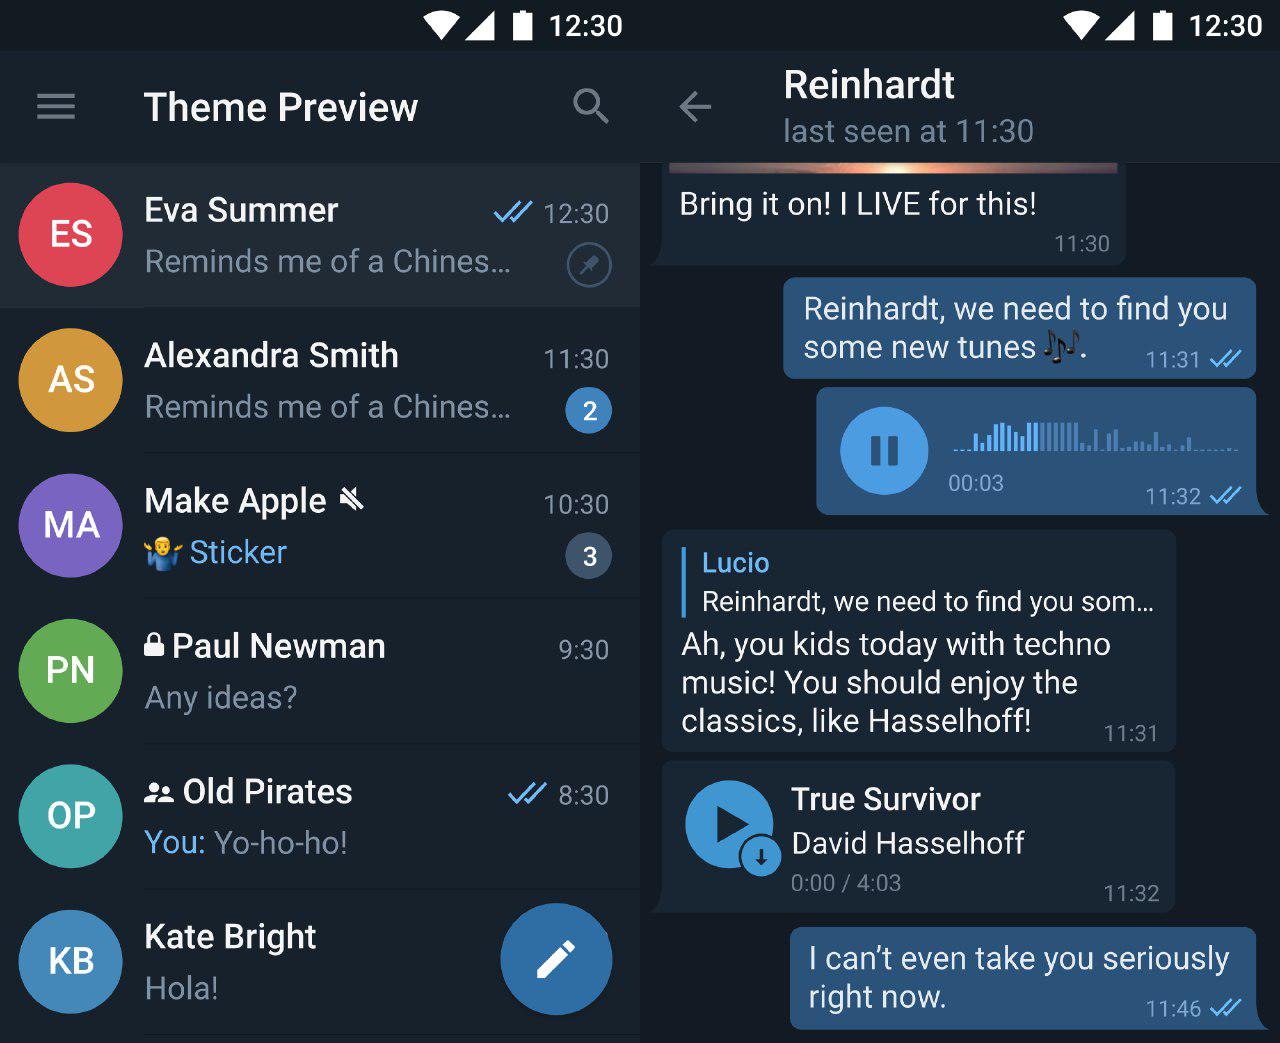 12:30
Theme Preview
ES
Eva Summer 12:30
Reminds me of a Chines...
AS
Alexandra Smith 11:30
Reminds me of a Chines... 2
MA
Make Apple 10:30
Sticker 3
PN
Paul Newman 9:30
Any ideas?
OP
Old Pirates 8:30
You: Yo-ho-ho!
KB
Kate Bright
Hola!
12:30
Reinhardt
last seen at 11:30
Bring it on! I LIVE for this!
11:30
Reinhardt, we need to find you
some new tunes 🎶. 11:31
00:03 11:32
Lucio
Reinhardt, we need to find you som...
Ah, you kids today with techno
music! You should enjoy the
classics, like Hasselhoff! 11:31
True Survivor
David Hasselhoff
0:00 / 4:03 11:32
I can’t even take you seriously
right now. 11:46